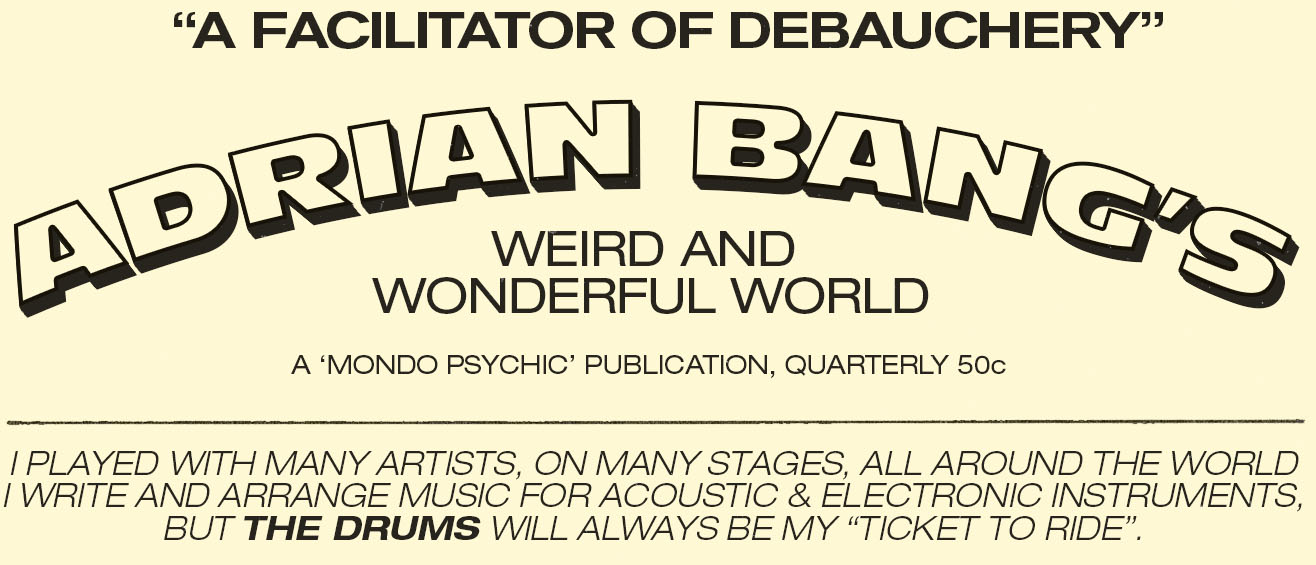 “A FACILITATOR OF DEBAUCHERY”
ADRIAN BANG’S
WEIRD AND
WONDERFUL WORLD
A ‘MONDO PSYCHIC’ PUBLICATION, QUARTERLY 50c
I PLAYED WITH MANY ARTISTS, ON MANY STAGES, ALL AROUND THE WORLD
I WRITE AND ARRANGE MUSIC FOR ACOUSTIC & ELECTRONIC INSTRUMENTS,
BUT THE DRUMS WILL ALWAYS BE MY “TICKET TO RIDE”.